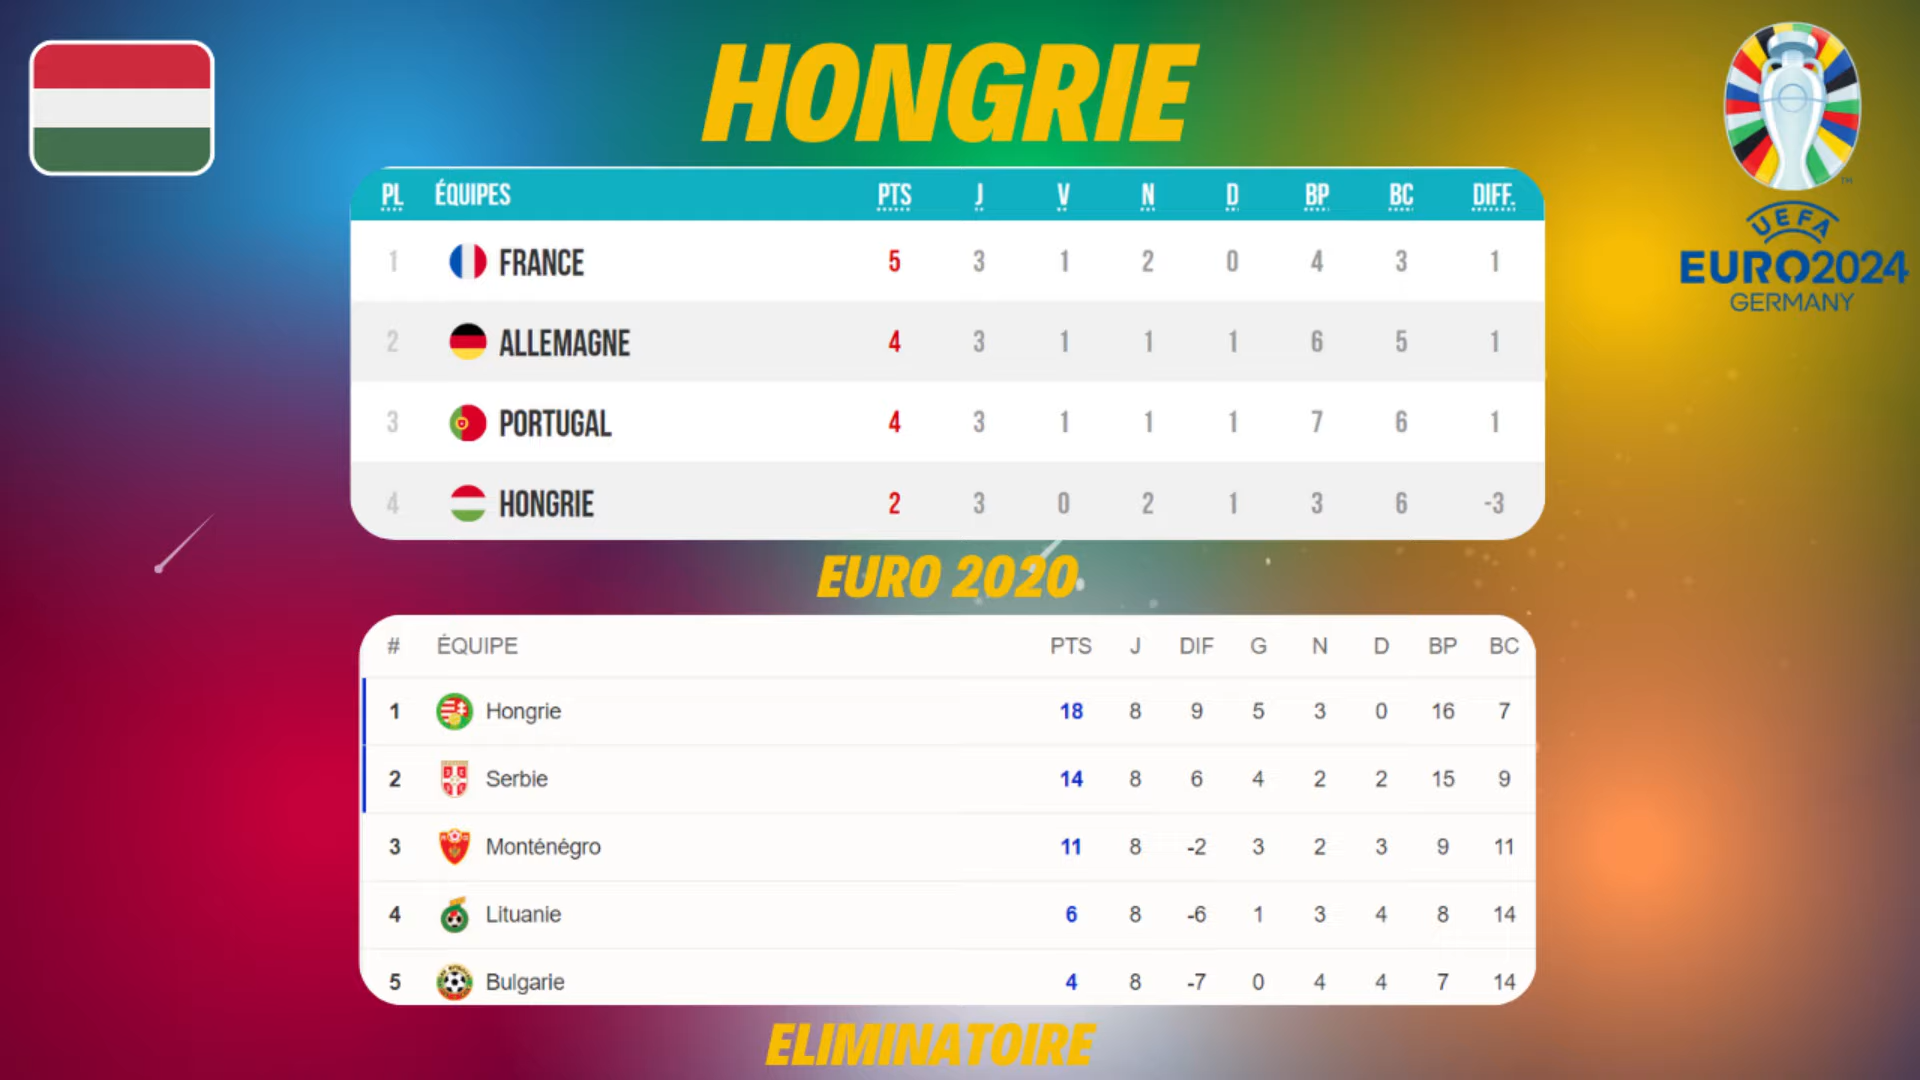 HONGRIE
PL ÉQUIPES PTS J V N D BP BC DIFF.
1 FRANCE 5 3 1 2 0 4 3 1
2 ALLEMAGNE 4 3 1 1 1 6 5 1
3 PORTUGAL 4 3 1 1 1 7 6 1
4 HONGRIE 2 3 0 2 1 3 6 -3
TM
UEFA
EURO2024
GERMANY
EURO 2020
# ÉQUIPE PTS J DIF G N D BP BC
1 Hongrie 18 8 9 5 3 0 16 7
2 Serbie 14 8 6 4 2 2 15 9
3 Monténégro 11 8 -2 3 2 3 9 11
4 Lituanie 6 8 -6 1 3 4 8 14
5 Bulgarie 4 8 -7 0 4 4 7 14
ELIMINATOIRE